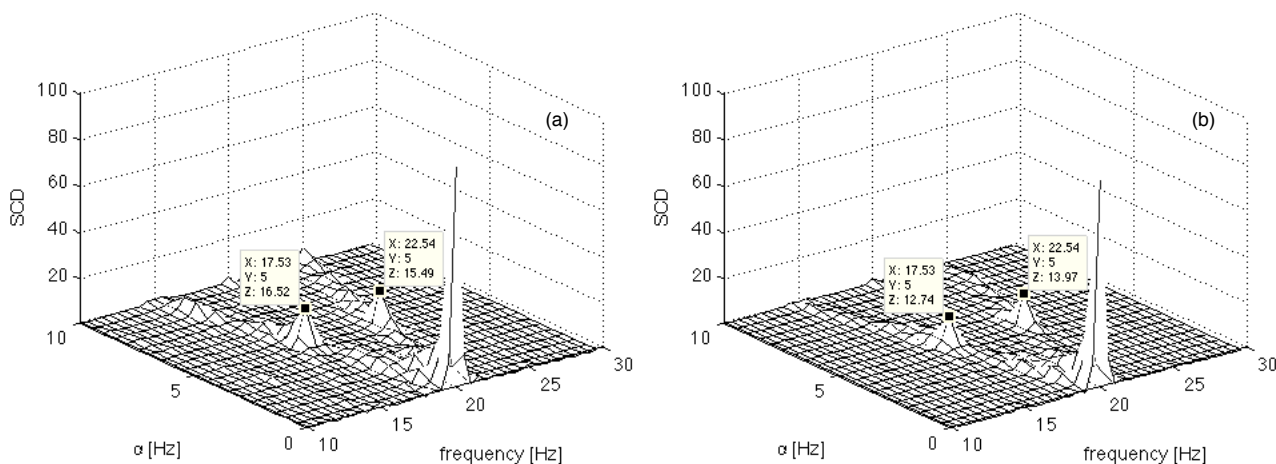 (a)
100
80
60
40
20
SCD
X: 17.53
Y: 5
Z: 16.52
X: 22.54
Y: 5
Z: 15.49
10
5
0
α [Hz]
10
15
20
25
30
frequency [Hz]
(b)
100
80
60
40
20
SCD
X: 17.53
Y: 5
Z: 12.74
X: 22.54
Y: 5
Z: 13.97
10
5
0
α [Hz]
10
15
20
25
30
frequency [Hz]